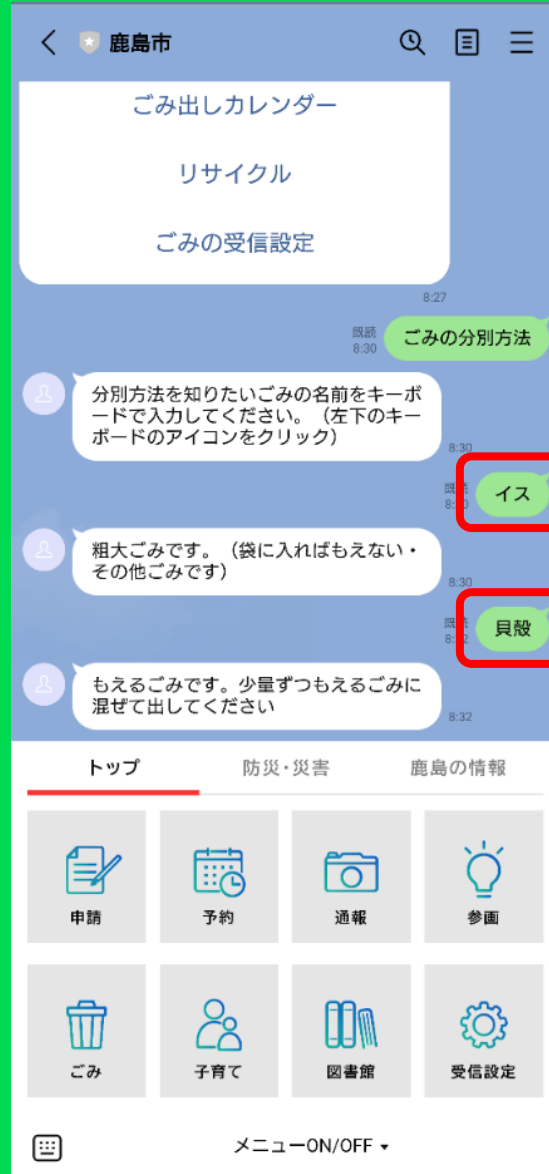 鹿島市
ごみ出しカレンダー
リサイクル
ごみの受信設定
8:27
既読
8:30
ごみの分別方法
分別方法を知りたいごみの名前をキーボ
ードで入力してください。（左下のキー
ボードのアイコンをクリック）
8:30
イス
粗大ごみです。（袋に入ればもえない・
その他ごみです）
8:30
貝殻
もえるごみです。少量ずつもえるごみに
混ぜて出してください
8:32
トップ
防災・災害
鹿島の情報
申請
予約
通報
参画
ごみ
子育て
図書館
受信設定
メニューON/OFF